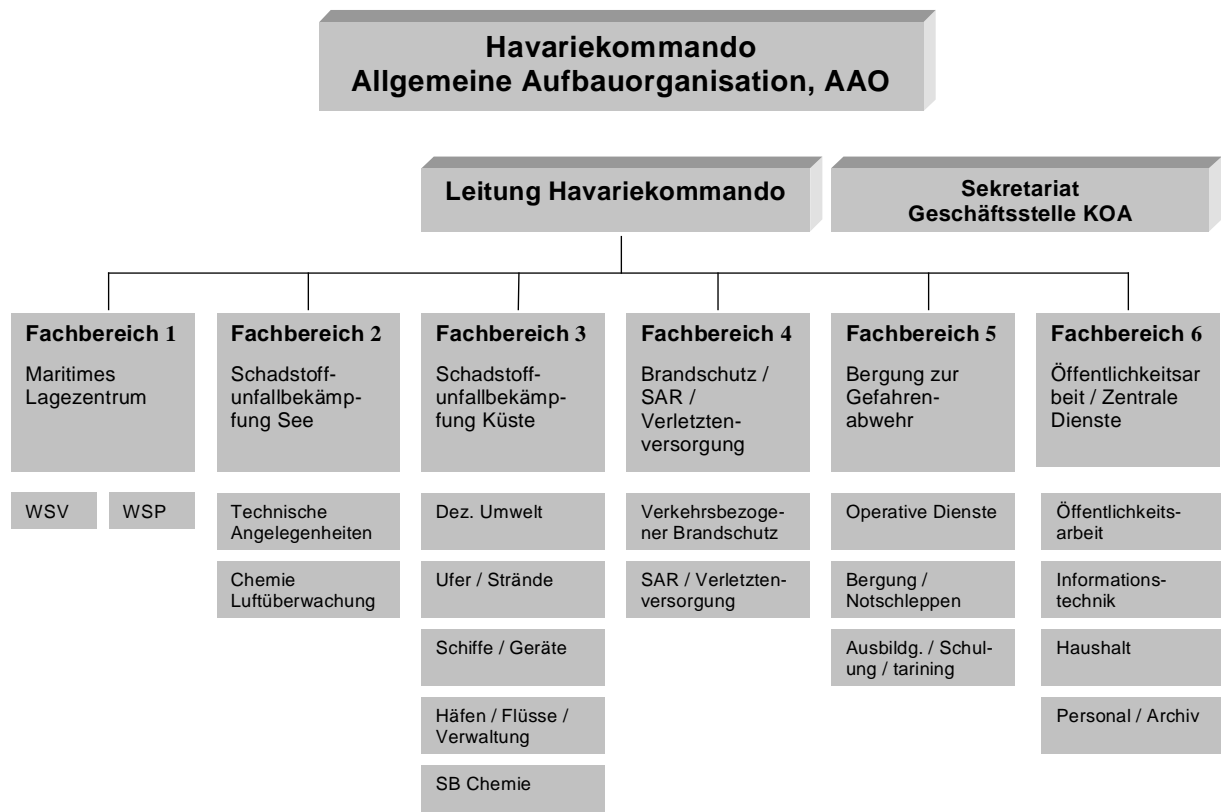 Havariekommando
Allgemeine Aufbauorganisation, AAO
Leitung Havariekommando
Sekretariat
Geschäftsstelle KOA
Fachbereich 1
Maritimes
Lagezentrum
WSV
WSP
Fachbereich 2
Schadstoff-
unfallbekämp-
fung See
Technische
Angelegenheiten
Chemie
Luftüberwachung
Fachbereich 3
Schadstoff-
unfallbekämp-
fung Küste
Dez. Umwelt
Ufer / Strände
Schiffe / Geräte
Häfen / Flüsse /
Verwaltung
SB Chemie
Fachbereich 4
Brandschutz /
SAR /
Verletzten-
versorgung
Verkehrsbezoge-
ner Brandschutz
SAR / Verletzten-
versorgung
Fachbereich 5
Bergung zur
Gefahren-
abwehr
Operative Dienste
Bergung /
Notschleppen
Ausbildg. / Schul-
ung / tarining
Fachbereich 6
Öffentlichkeitsar
beit / Zentrale
Dienste
Öffentlichkeits-
arbeit
Informations-
technik
Haushalt
Personal / Archiv